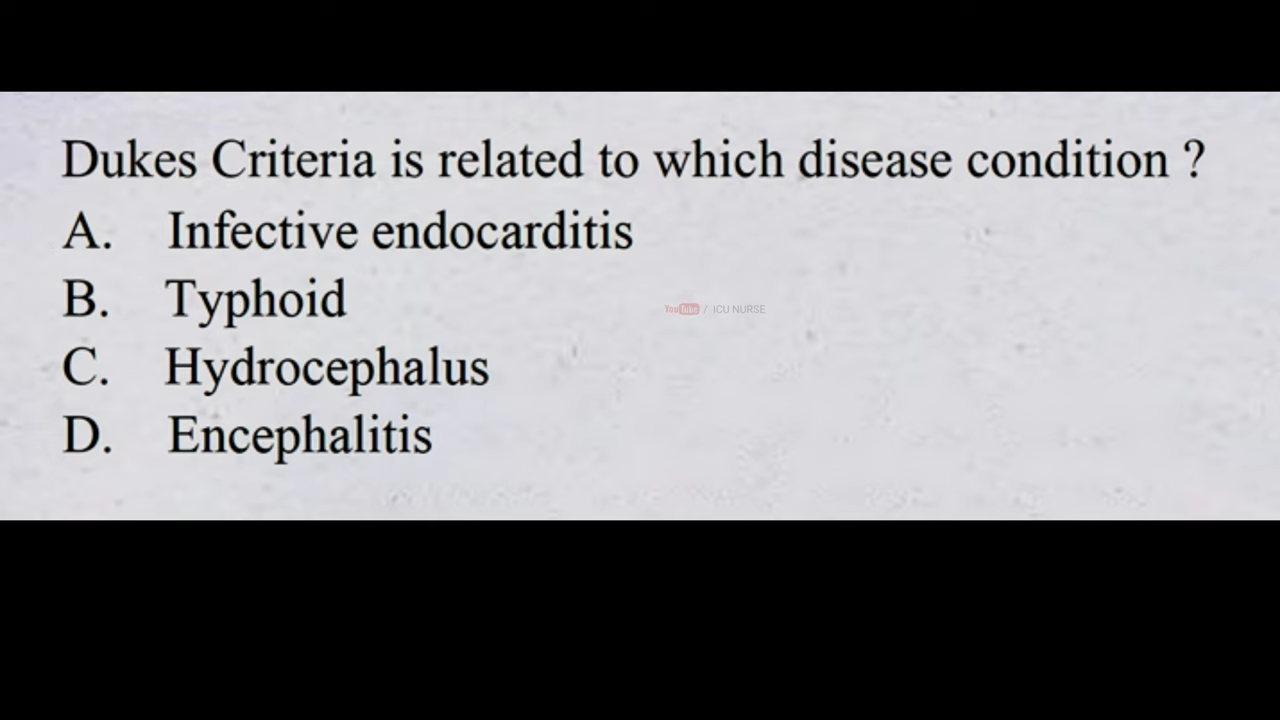 Dukes Criteria is related to which disease condition ?
A. Infective endocarditis
B. Typhoid
YouTube / ICU NURSE
C. Hydrocephalus
D. Encephalitis